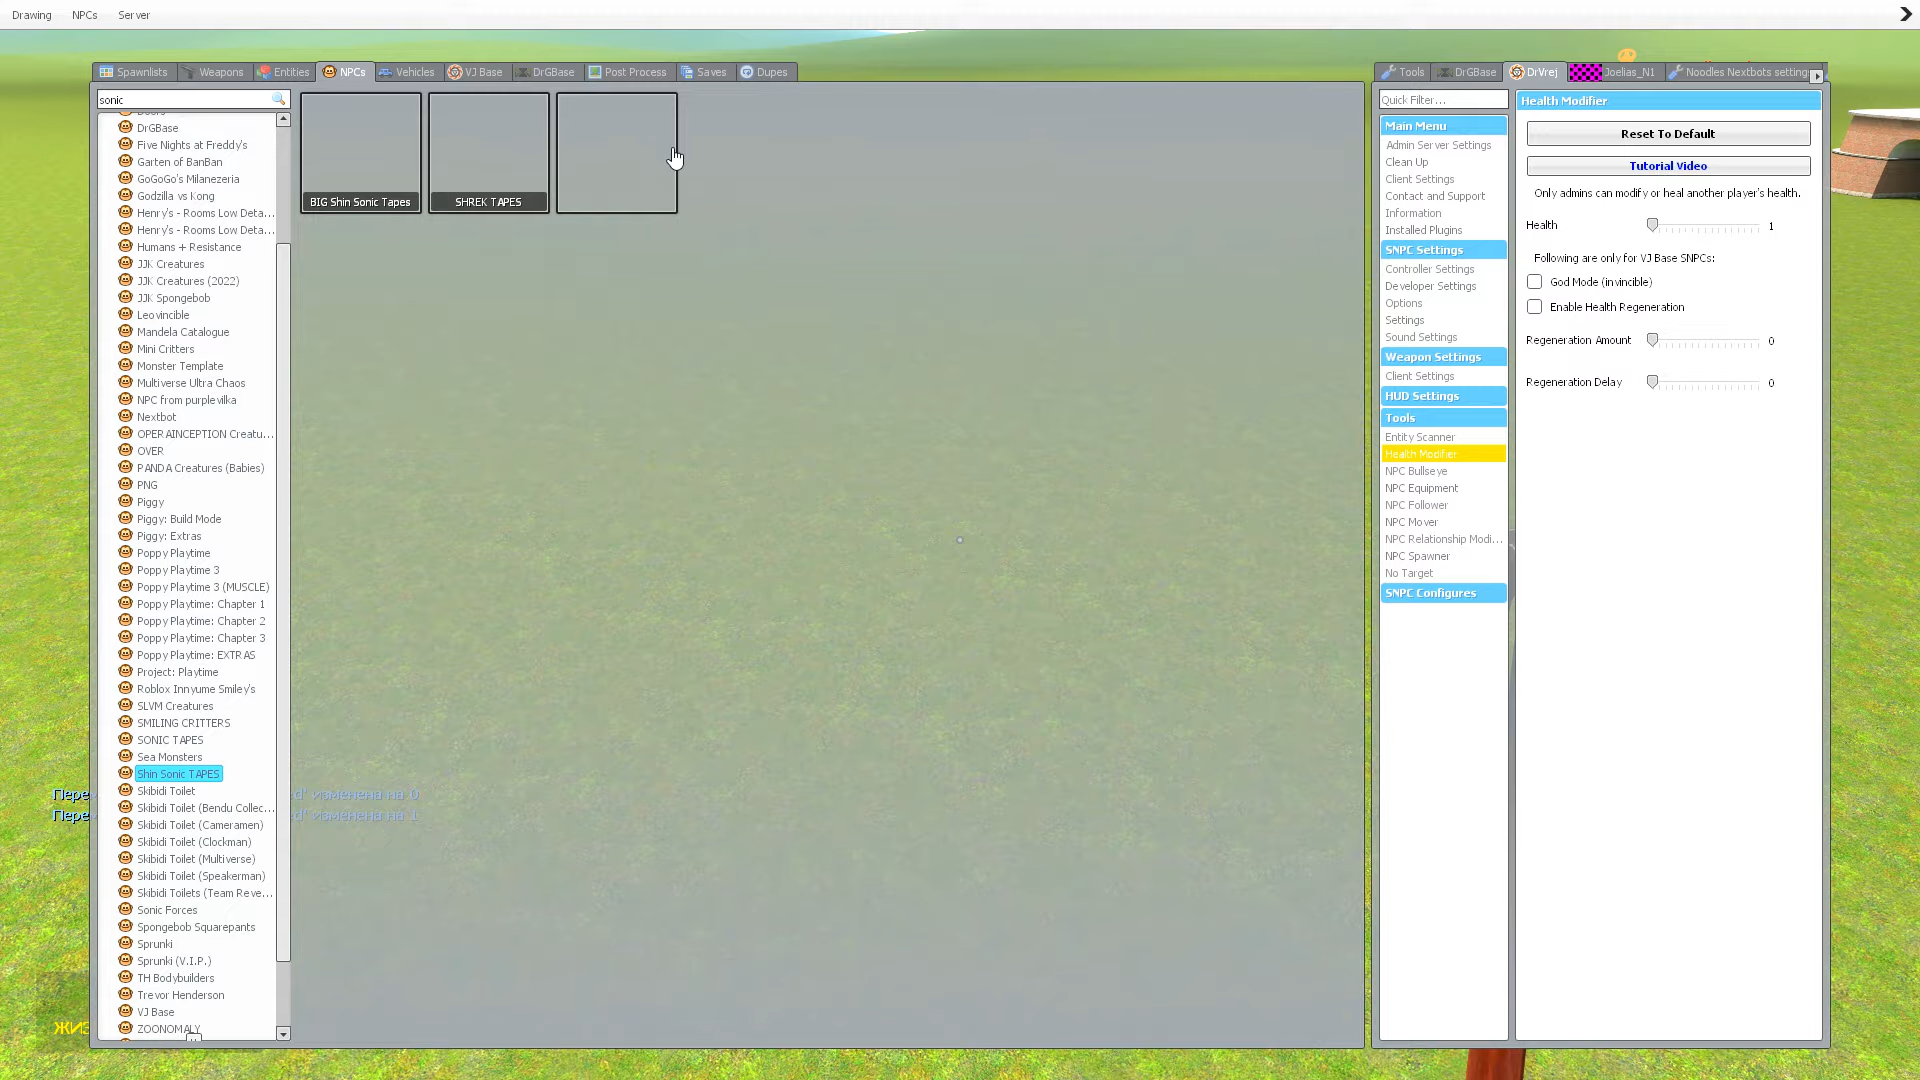 Drawing NPCs Server
Spawnlists Weapons Entities NPCs Vehicles VJ Base DrGBase Post Process Saves Dupes
Tools DrGBase DrVrej Joelias_N1 Noodles Nextbots setting
sonic
DrGBase
Five Nights at Freddy's
Garten of BanBan
GoGoGo's Milanezeria
Godzilla vs Kong
Henry's - Rooms Low Deta...
Henry's - Rooms Low Deta...
Humans + Resistance
JJK Creatures
JJK Creatures (2022)
JJK Spongebob
Leovincible
Mandela Catalogue
Mini Critters
Monster Template
Multiverse Ultra Chaos
NPC from purplevilka
Nextbot
OPERAINCEPTION Creatu...
OVER
PANDA Creatures (Babies)
PNG
Piggy
Piggy: Build Mode
Piggy: Extras
Poppy Playtime
Poppy Playtime 3
Poppy Playtime 3 (MUSCLE)
Poppy Playtime: Chapter 1
Poppy Playtime: Chapter 2
Poppy Playtime: Chapter 3
Poppy Playtime: EXTRAS
Project: Playtime
Roblox Innyume Smiley's
SLVM Creatures
SMILING CRITTERS
SONIC TAPES
Sea Monsters
Shin Sonic TAPES
Skibidi Toilet
Skibidi Toilet (Bendu Collec...
Skibidi Toilet (Cameramen)
Skibidi Toilet (Clockman)
Skibidi Toilet (Multiverse)
Skibidi Toilet (Speakerman)
Skibidi Toilets (Team Reve...
Sonic Forces
Spongebob Squarepants
Sprunki
Sprunki (V.I.P.)
TH Bodybuilders
Trevor Henderson
VJ Base
ZOONOMALY
BIG Shin Sonic Tapes
SHREK TAPES
Пере
d" изменена на 0
Пере
d" изменена на 1
ЖИЗ
Quick Filter...
Main Menu
Admin Server Settings
Clean Up
Client Settings
Contact and Support
Information
Installed Plugins
SNPC Settings
Controller Settings
Developer Settings
Options
Settings
Sound Settings
Weapon Settings
Client Settings
HUD Settings
Tools
Entity Scanner
Health Modifier
NPC Bullseye
NPC Equipment
NPC Follower
NPC Mover
NPC Relationship Modi...
NPC Spawner
No Target
SNPC Configures
Health Modifier
Reset To Default
Tutorial Video
Only admins can modify or heal another player's health.
Health 1
Following are only for VJ Base SNPCs:
God Mode (invincible)
Enable Health Regeneration
Regeneration Amount 0
Regeneration Delay 0